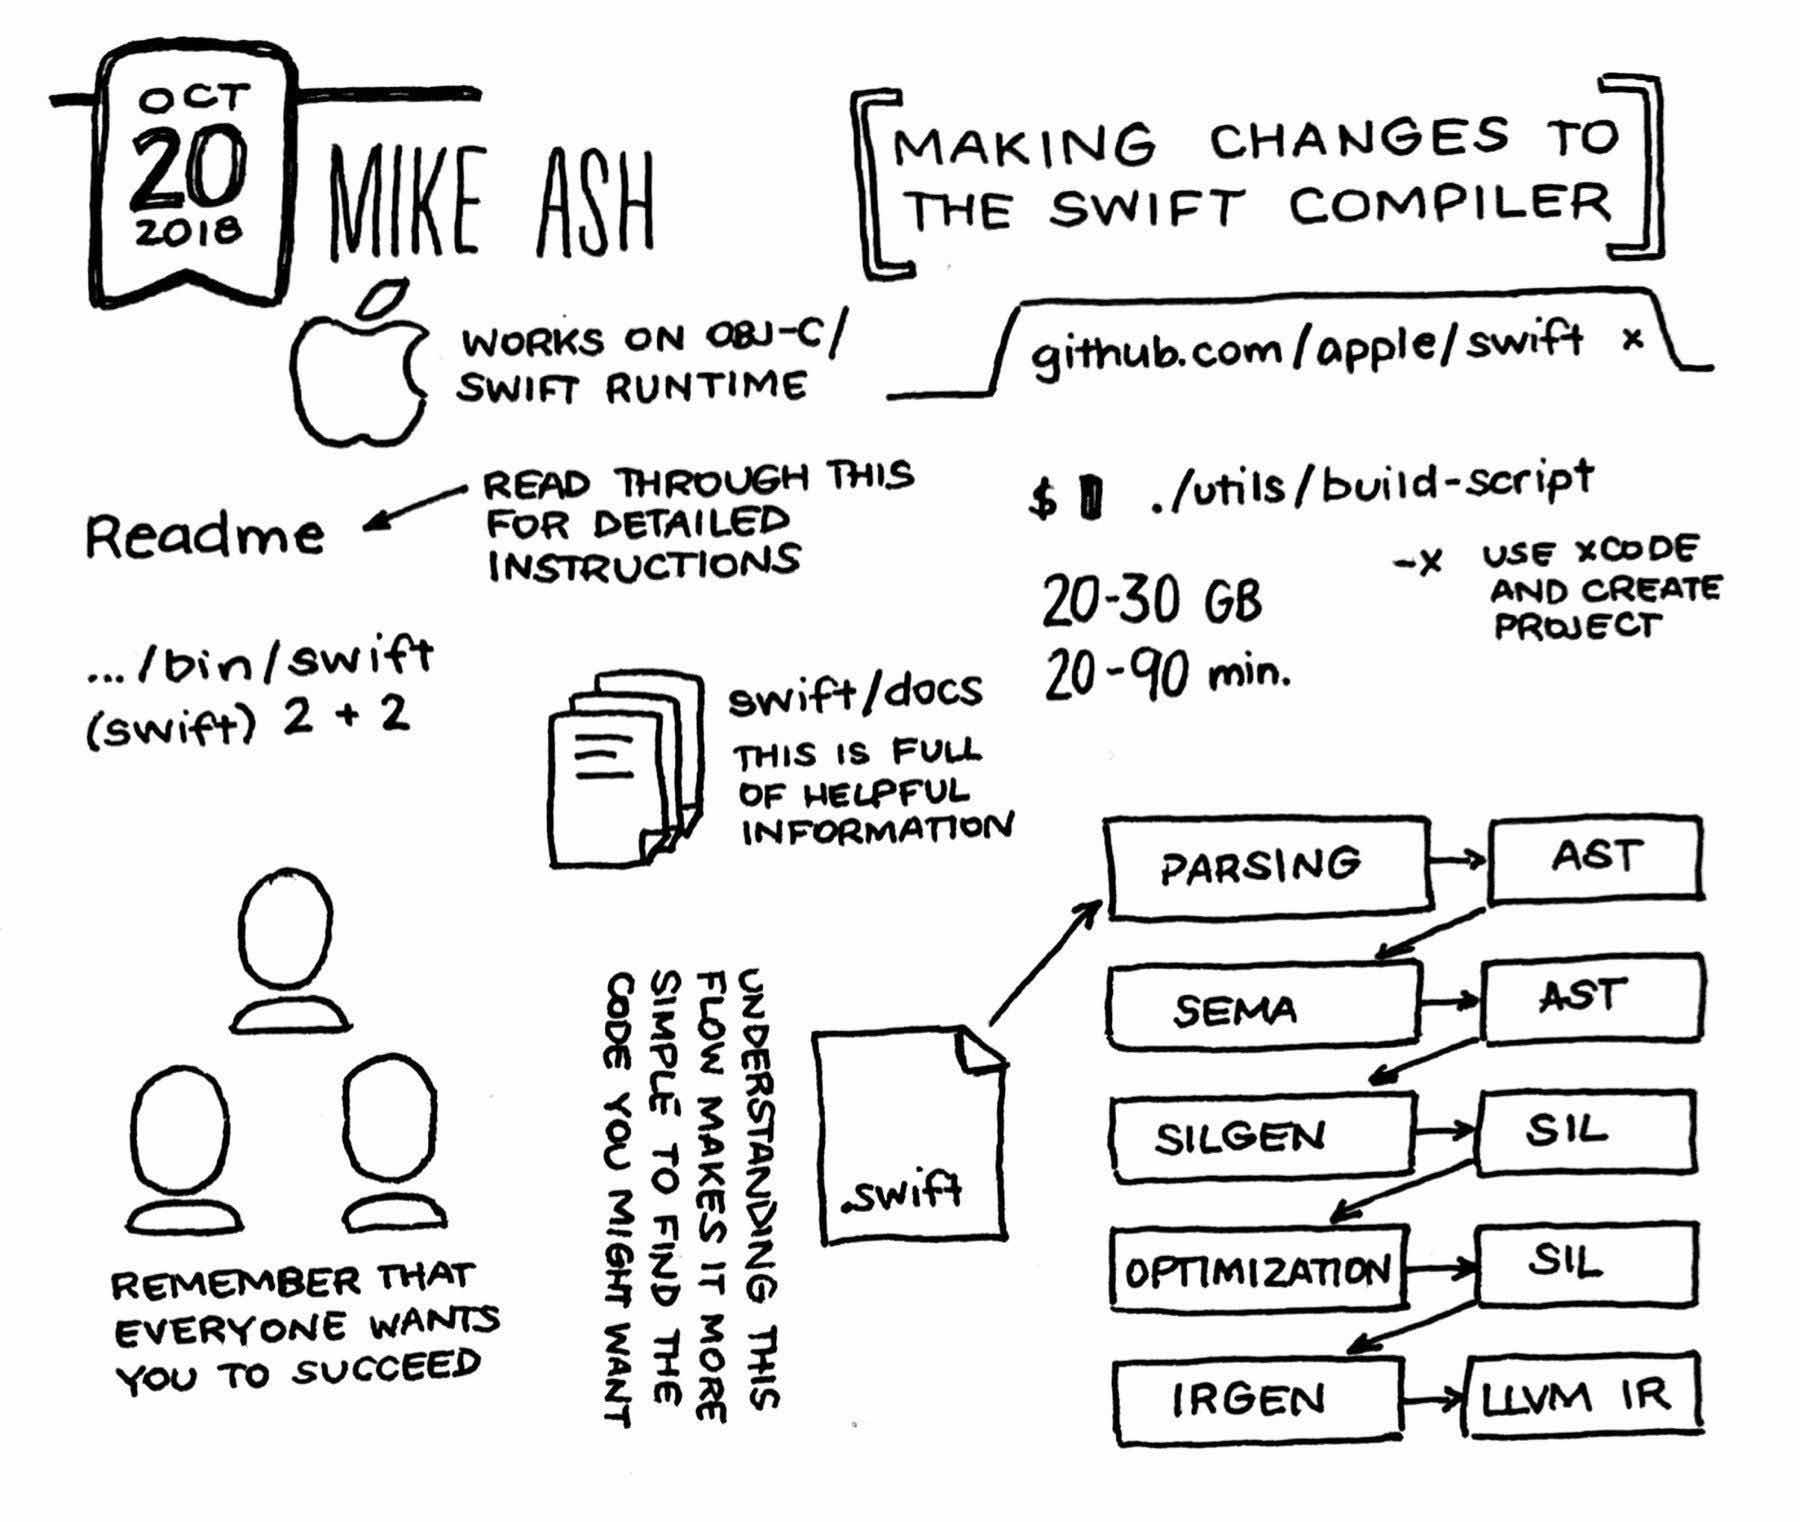 OCT
20
2018
MIKE ASH
MAKING CHANGES TO
THE SWIFT COMPILER
WORKS ON OBJ-C/
SWIFT RUNTIME
github.com/apple/swift x
Readme
READ THROUGH THIS
FOR DETAILED
INSTRUCTIONS
$ ./utils/build-script
-x USE XCODE
AND CREATE
PROJECT
20-30 GB
20-90 min.
.../bin/swift
(swift) 2 + 2
swift/docs
THIS IS FULL
OF HELPFUL
INFORMATION
REMEMBER THAT
EVERYONE WANTS
YOU TO SUCCEED
UNDERSTANDING THIS
FLOW MAKES IT MORE
SIMPLE TO FIND THE
CODE YOU MIGHT WANT
.swift
PARSING
AST
SEMA
AST
SILGEN
SIL
OPTIMIZATION
SIL
IRGEN
LLVM IR